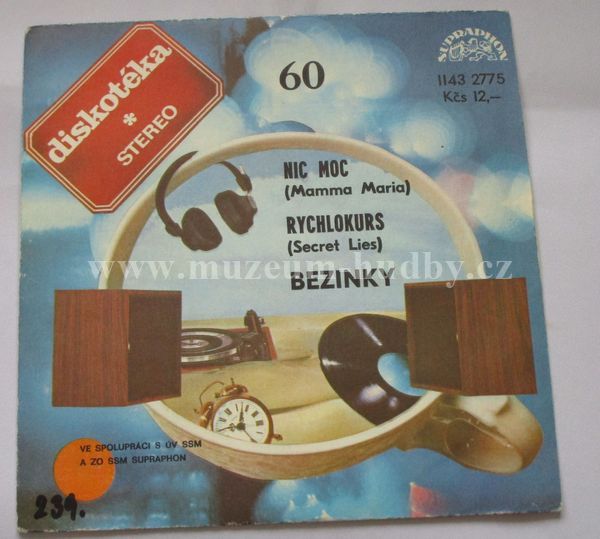 diskotéka
*
STEREO
60
SUPRAPHON
1143 2775
Kčs 12,–
NIC MOC
(Mamma Maria)
RYCHLOKURS
(Secret Lies)
BEZINKY
www.muzeum-hudby.cz
VE SPOLUPRÁCI S ÚV SSM
A ZO SSM SUPRAPHON
239.